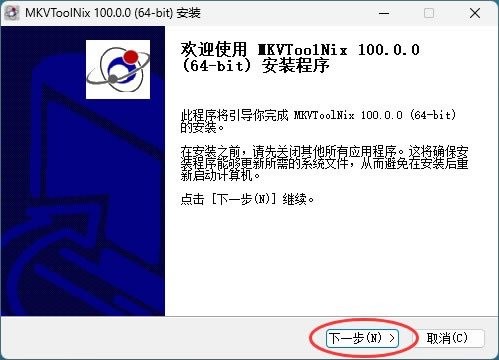 MKVToolNix 100.0.0 (64-bit) 安装
欢迎使用 MKVToolNix 100.0.0
(64-bit) 安装程序
此程序将引导你完成 MKVToolNix 100.0.0 (64-bit)
的安装。
在安装之前，请先关闭其他所有应用程序。这将确保安
装程序能够更新所需的系统文件，从而避免在安装后重
新启动计算机。
点击 [下一步(N)] 继续。
下一步(N) >
取消(C)